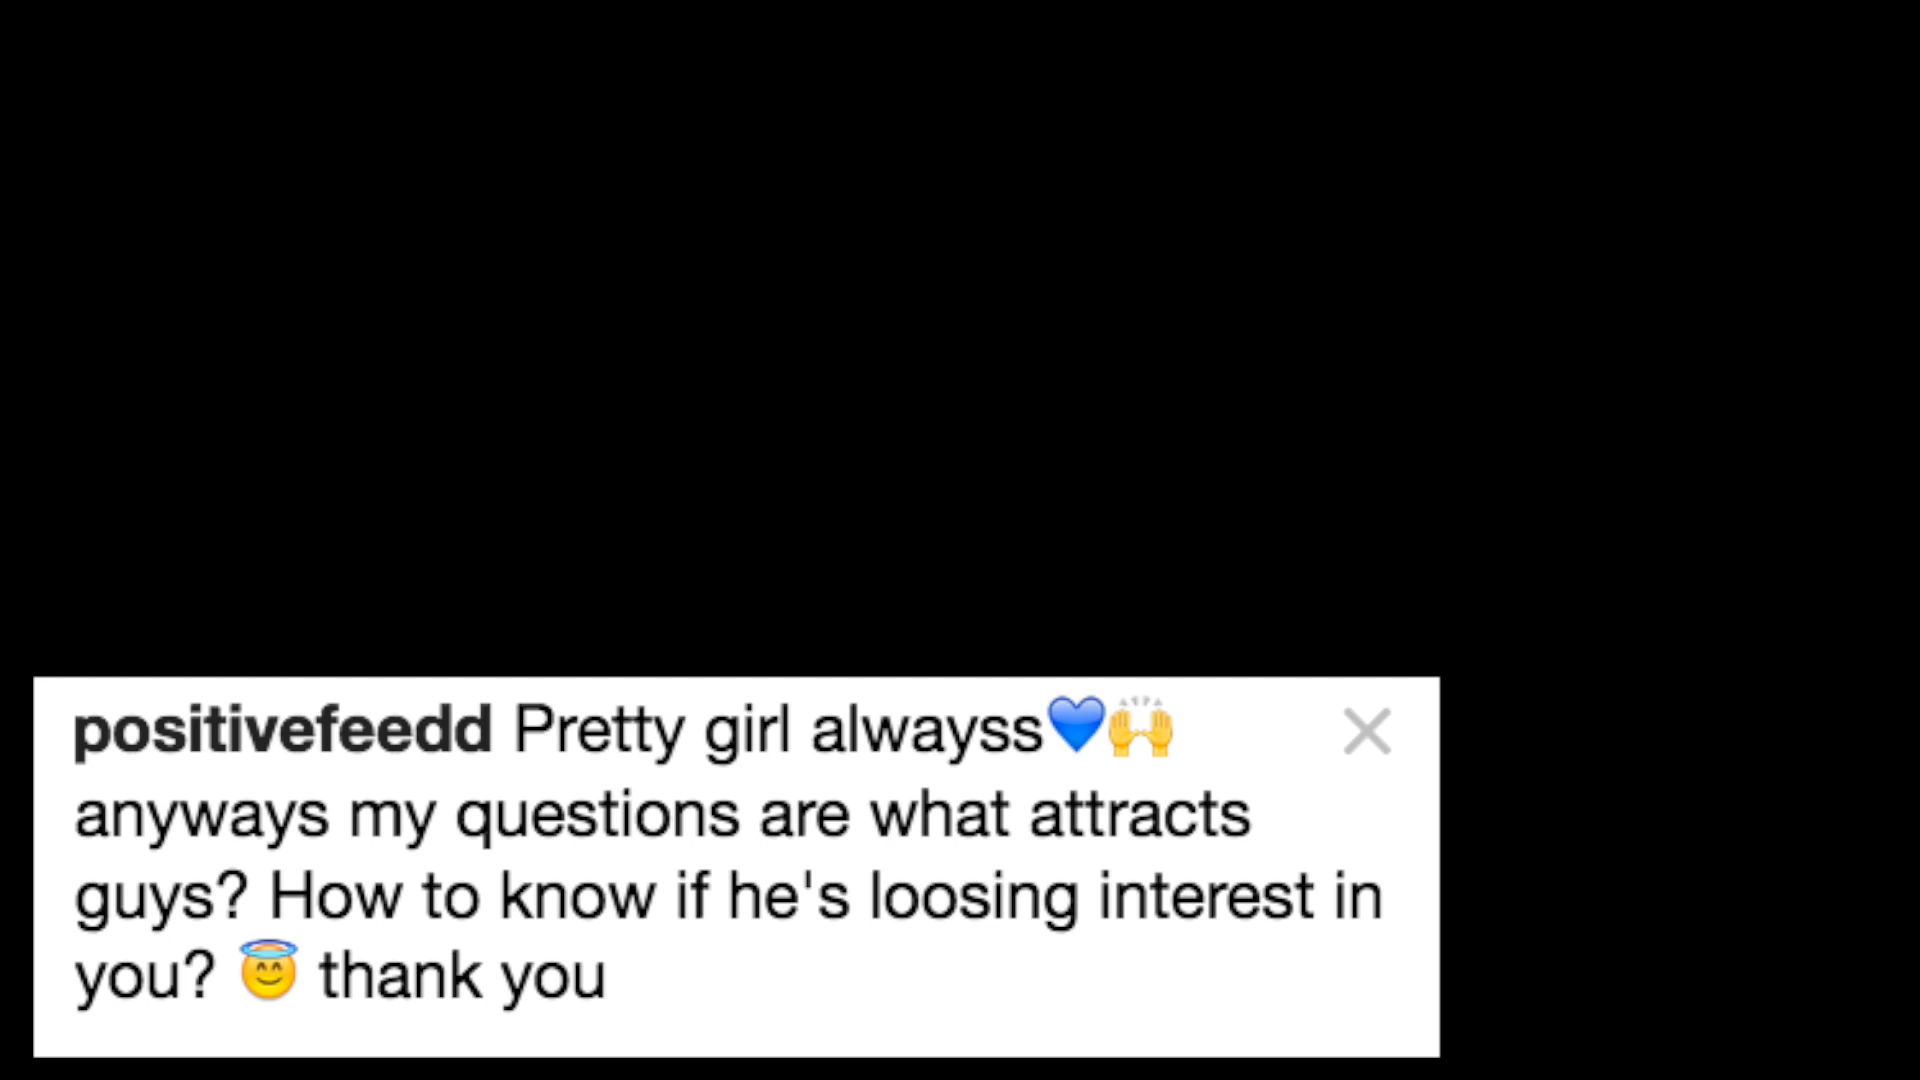 positivefeedd Pretty girl alwayss💙🙌
anyways my questions are what attracts
guys? How to know if he's loosing interest in
you? 😇 thank you